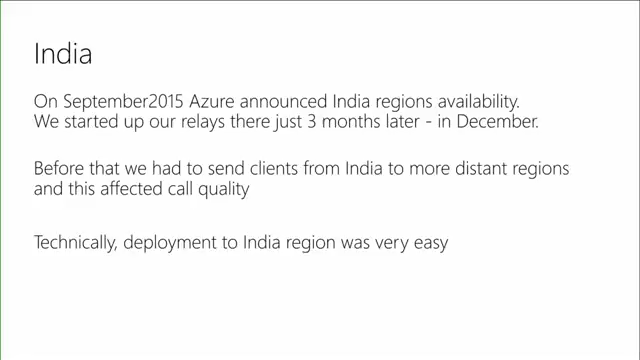 India
On September2015 Azure announced India regions availability.
We started up our relays there just 3 months later - in December.
Before that we had to send clients from India to more distant regions
and this affected call quality
Technically, deployment to India region was very easy